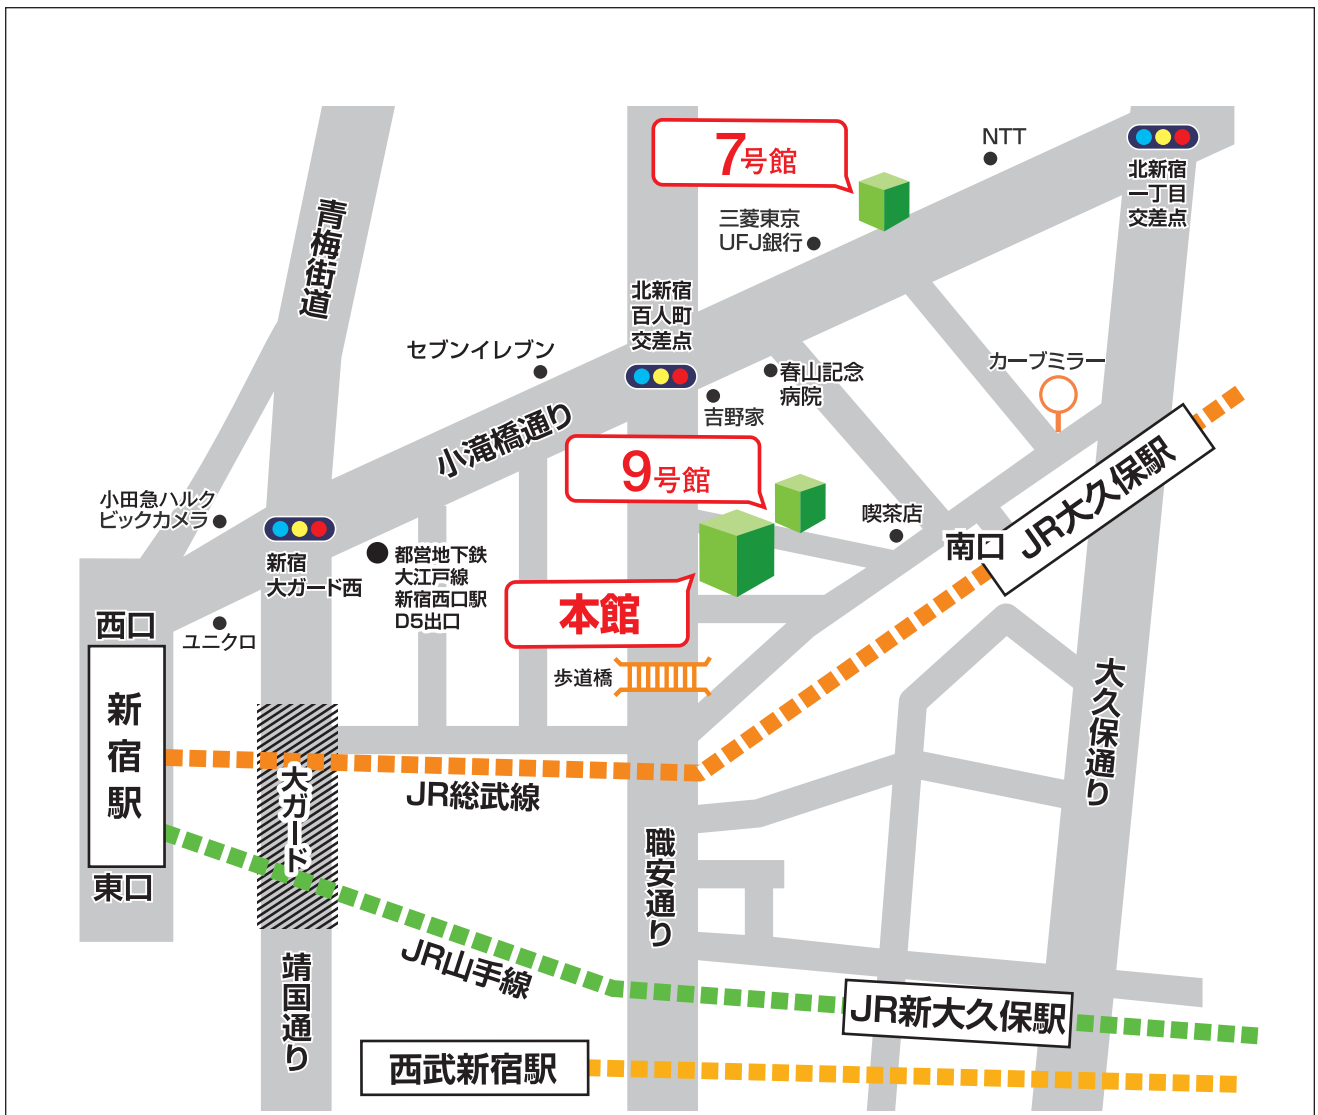 NTT
7号館
北新宿
一丁目
交差点
三菱東京
UFJ銀行
青梅街道
北新宿
百人町
交差点
セブンイレブン
春山記念
病院
カーブミラー
吉野家
小滝橋通り
9号館
JR大久保駅
小田急ハルク
ビックカメラ
喫茶店
南口
新宿
大ガード西
都営地下鉄
大江戸線
新宿西口駅
D5出口
本館
西口
ユニクロ
歩道橋
新宿駅
大久保通り
大ガード
JR総武線
職安通り
東口
JR山手線
靖国通り
JR新大久保駅
西武新宿駅